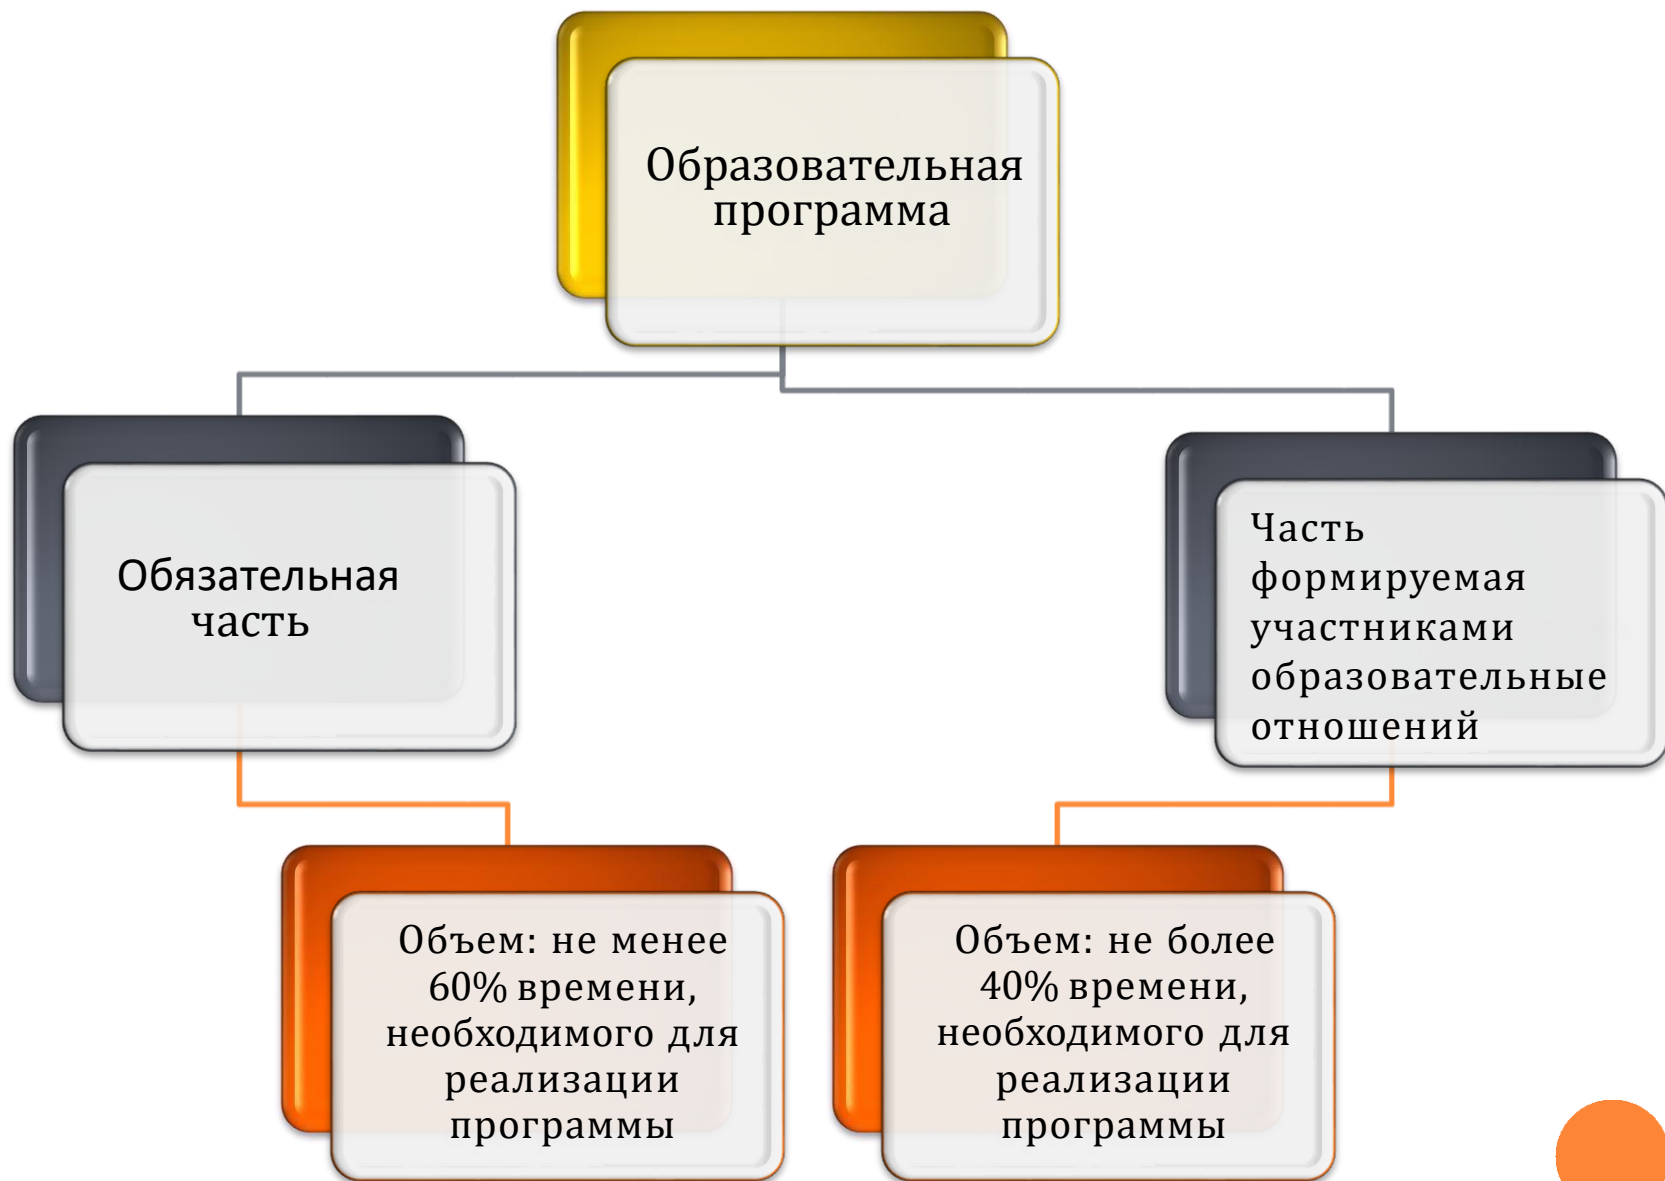 Образовательная
программа
Обязательная
часть
Часть
формируемая
участниками
образовательные
отношений
Объем: не менее
60% времени,
необходимого для
реализации
программы
Объем: не более
40% времени,
необходимого для
реализации
программы